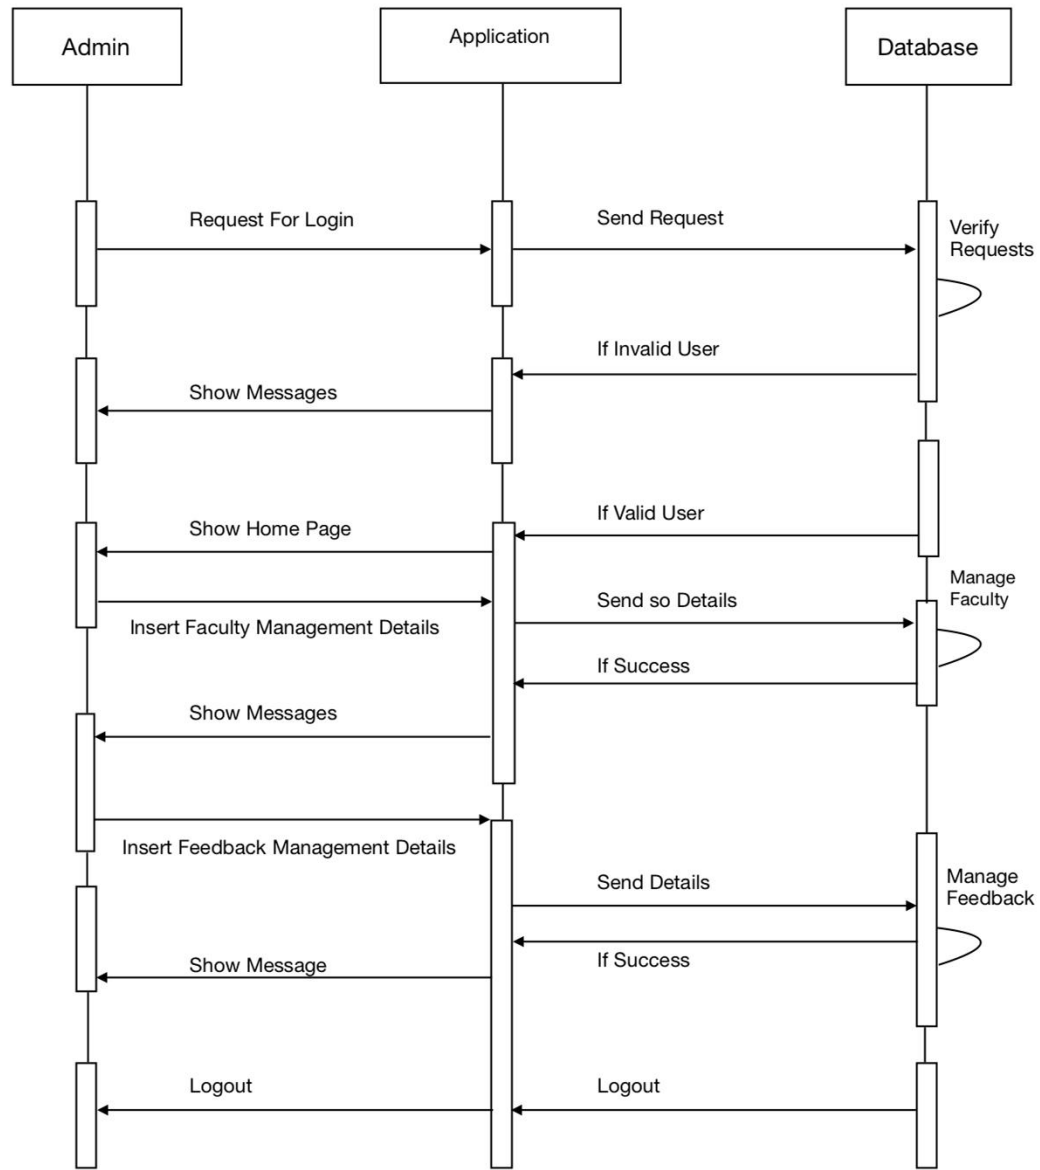 Admin
Application
Database
Request For Login
Send Request
Verify
Requests
If Invalid User
Show Messages
If Valid User
Show Home Page
Manage
Faculty
Send so Details
Insert Faculty Management Details
If Success
Show Messages
Insert Feedback Management Details
Send Details
Manage
Feedback
If Success
Show Message
Logout
Logout